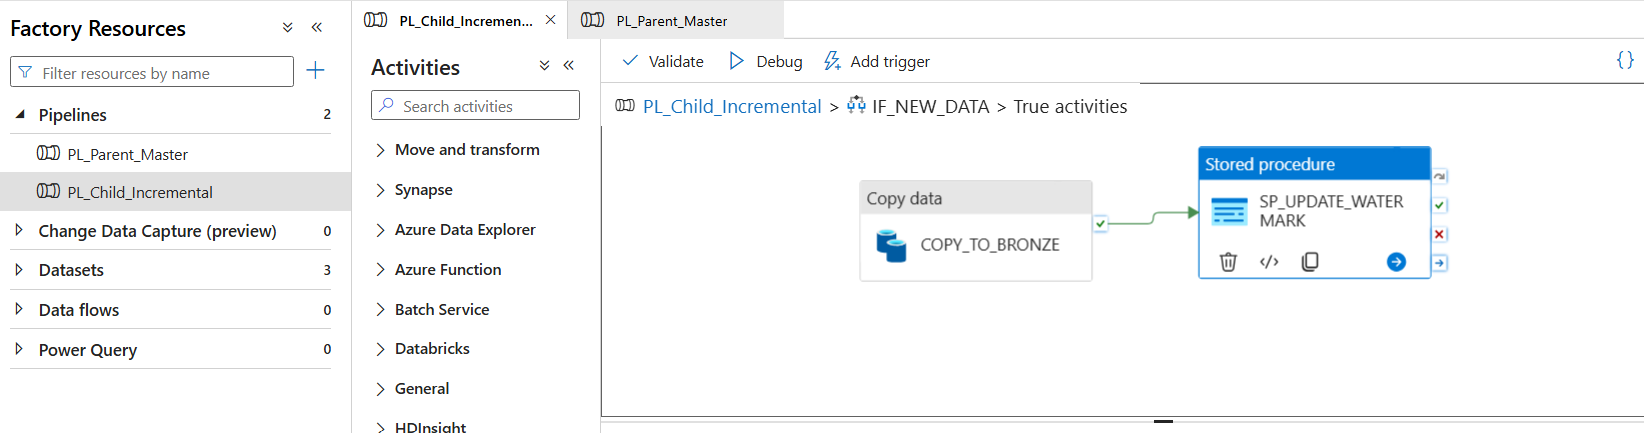 Factory Resources
Filter resources by name
Pipelines 2
PL_Parent_Master
PL_Child_Incremental
Change Data Capture (preview) 0
Datasets 3
Data flows 0
Power Query 0
PL_Child_Incremen...
PL_Parent_Master
Activities
Search activities
Move and transform
Synapse
Azure Data Explorer
Azure Function
Batch Service
Databricks
General
HDInsight
Validate Debug Add trigger
PL_Child_Incremental > IF_NEW_DATA > True activities
Copy data
COPY_TO_BRONZE
Stored procedure
SP_UPDATE_WATER
MARK